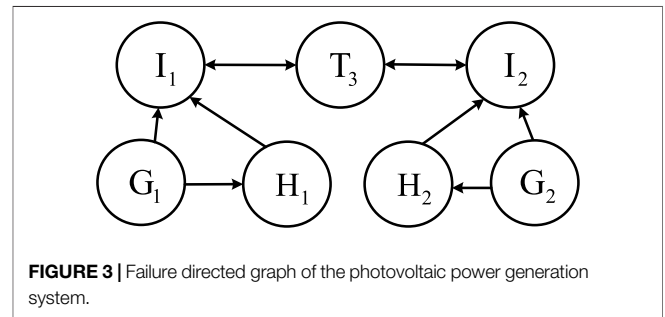 I₁ T₃ I₂
G₁ H₁ H₂ G₂
FIGURE 3 | Failure directed graph of the photovoltaic power generation
system.